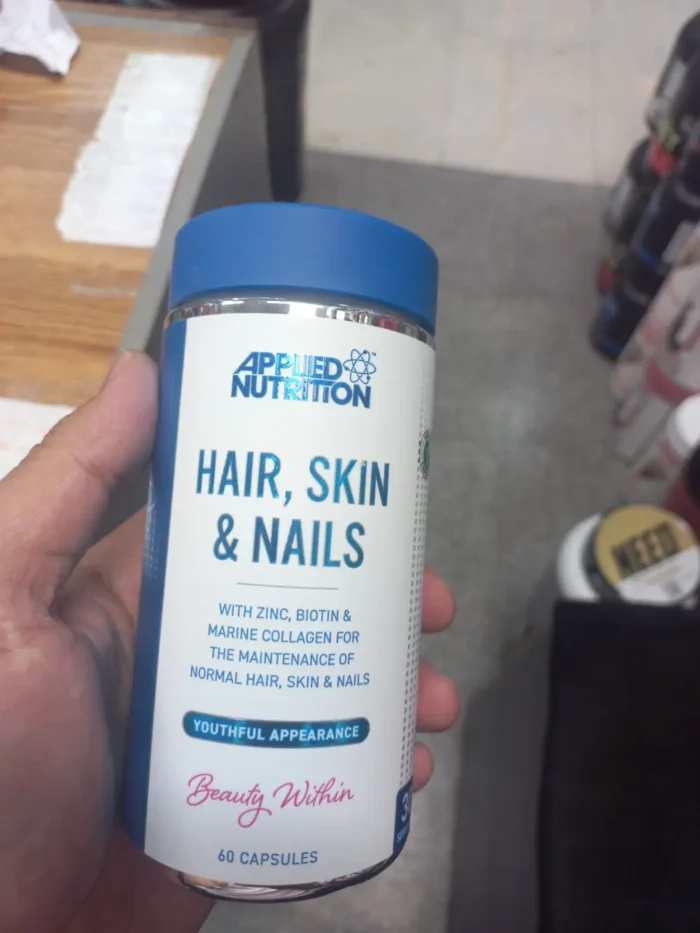 APPLIED
NUTRITION
HAIR, SKIN
& NAILS
WITH ZINC, BIOTIN &
MARINE COLLAGEN FOR
THE MAINTENANCE OF
NORMAL HAIR, SKIN & NAILS
YOUTHFUL APPEARANCE
Beauty Within
60 CAPSULES